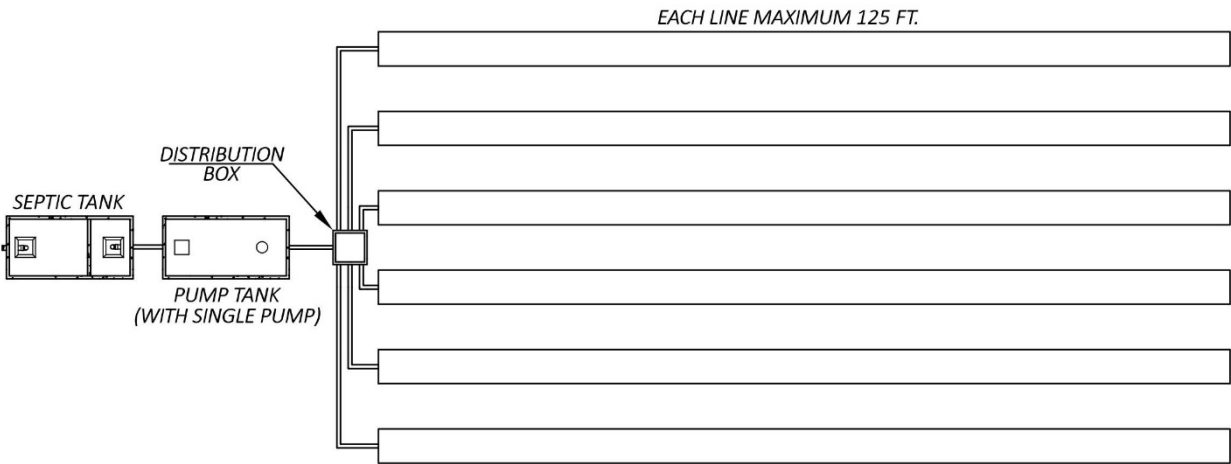 EACH LINE MAXIMUM 125 FT.
DISTRIBUTION
BOX
SEPTIC TANK
PUMP TANK
(WITH SINGLE PUMP)